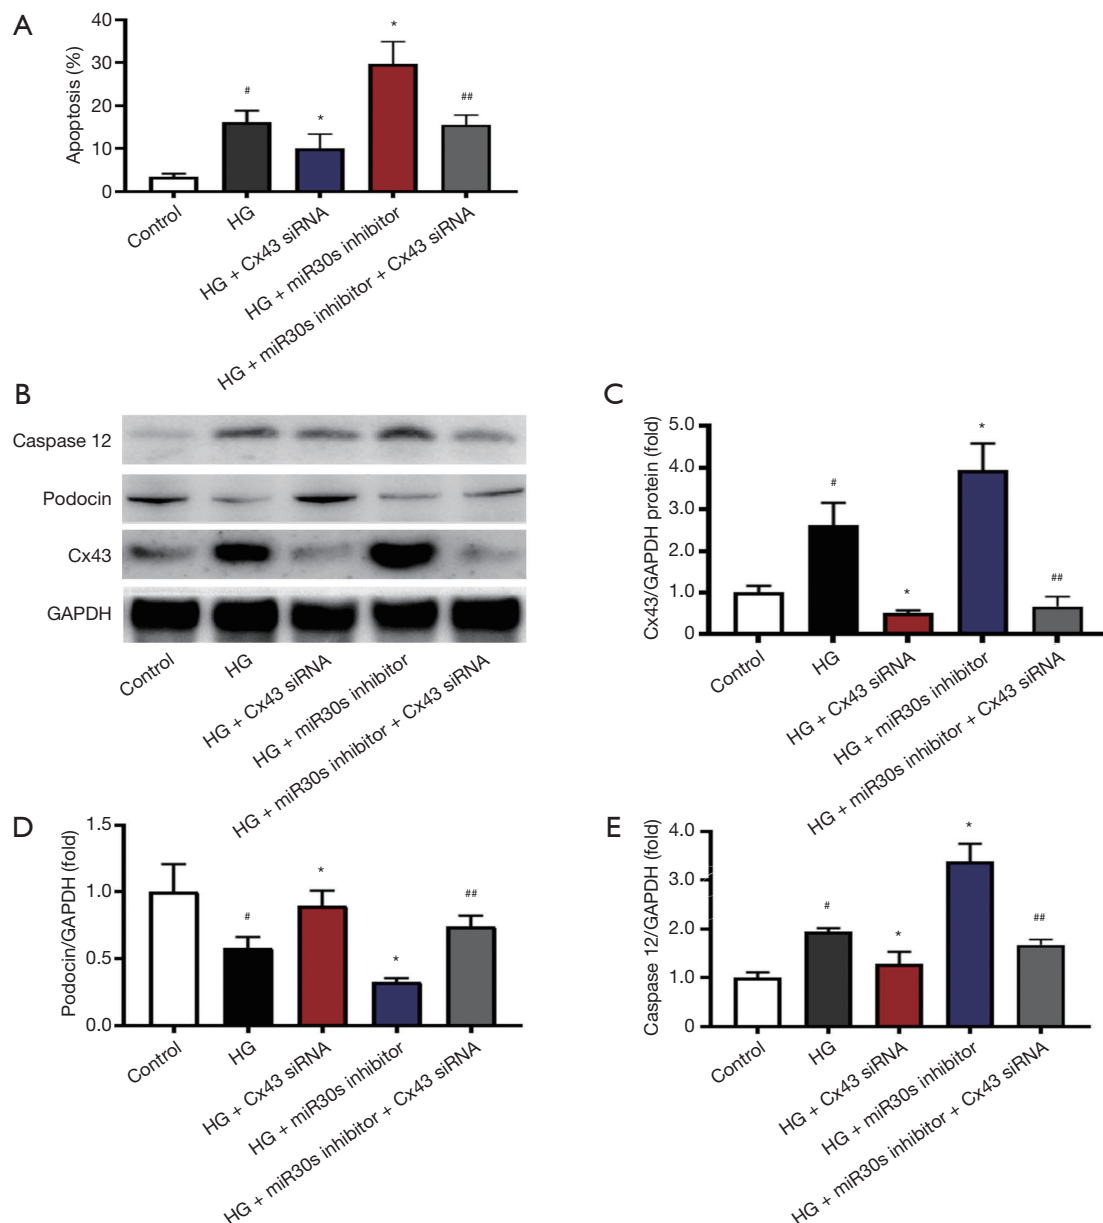 A
Apoptosis (%)
40
30
20
10
0
#
*
*
##
Control
HG
HG + Cx43 siRNA
HG + miR30s inhibitor
HG + miR30s inhibitor + Cx43 siRNA
B
Caspase 12
Podocin
Cx43
GAPDH
Control
HG
HG + Cx43 siRNA
HG + miR30s inhibitor
HG + miR30s inhibitor + Cx43 siRNA
C
Cx43/GAPDH protein (fold)
5.0
4.0
3.0
2.0
1.0
0
#
*
*
##
Control
HG
HG + Cx43 siRNA
HG + miR30s inhibitor
HG + miR30s inhibitor + Cx43 siRNA
D
Podocin/GAPDH (fold)
1.5
1.0
0.5
0.0
#
*
*
##
Control
HG
HG + Cx43 siRNA
HG + miR30s inhibitor
HG + miR30s inhibitor + Cx43 siRNA
E
Caspase 12/GAPDH (fold)
4.0
3.0
2.0
1.0
0
#
*
*
##
Control
HG
HG + Cx43 siRNA
HG + miR30s inhibitor
HG + miR30s inhibitor + Cx43 siRNA